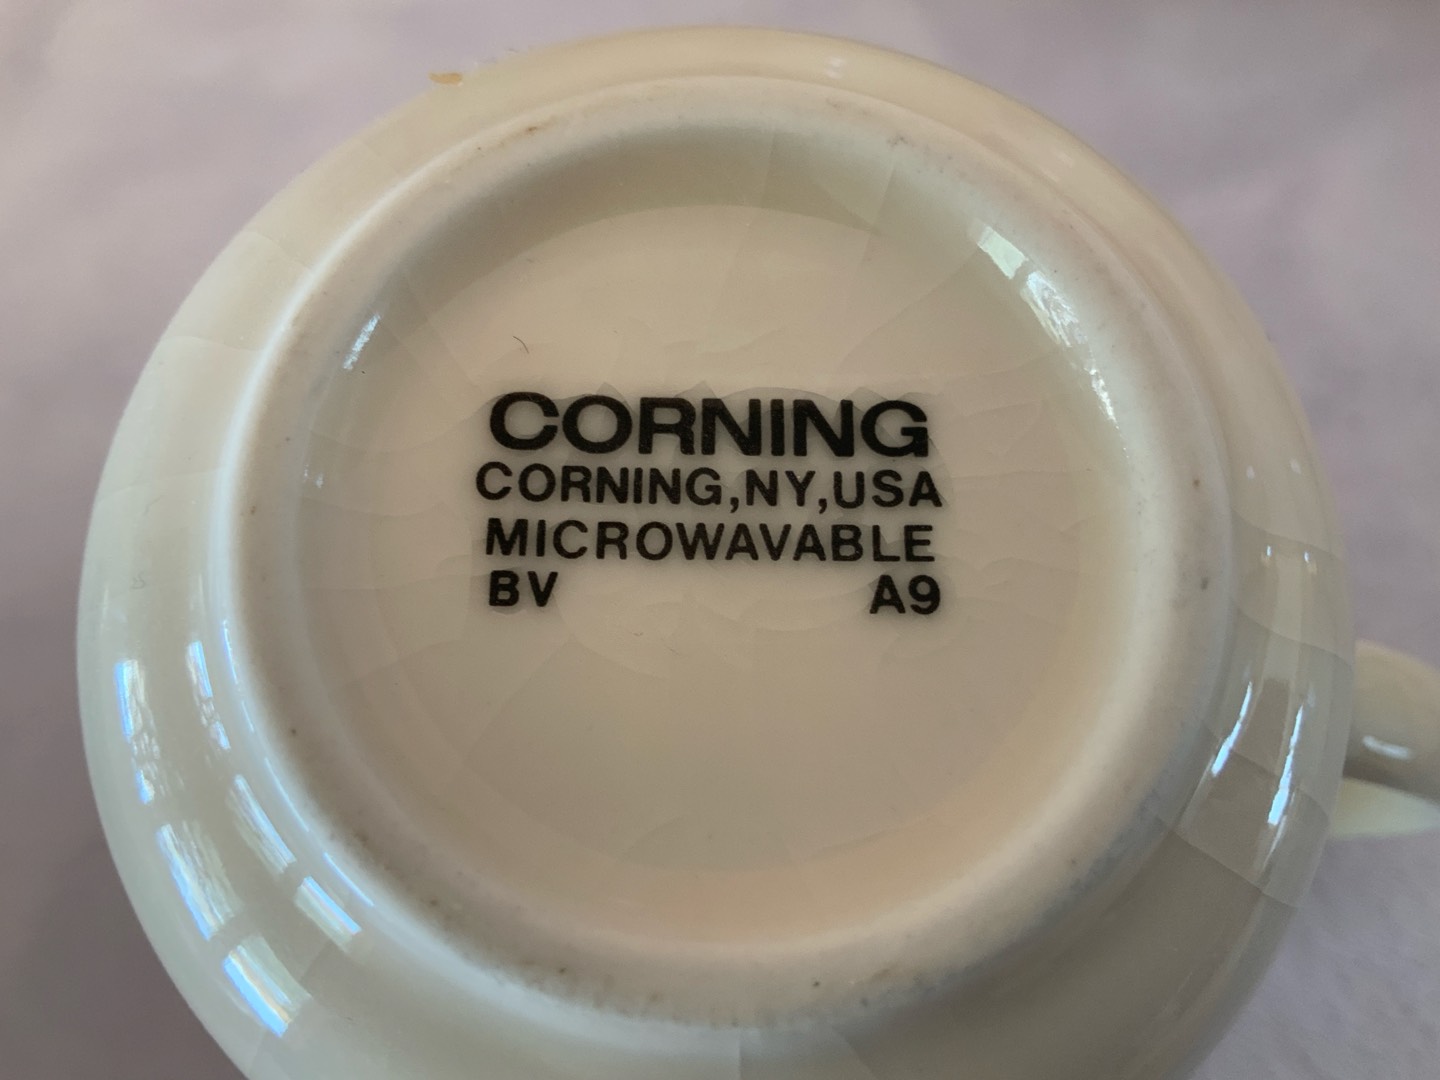 CORNING
CORNING,NY,USA
MICROWAVABLE
BV A9